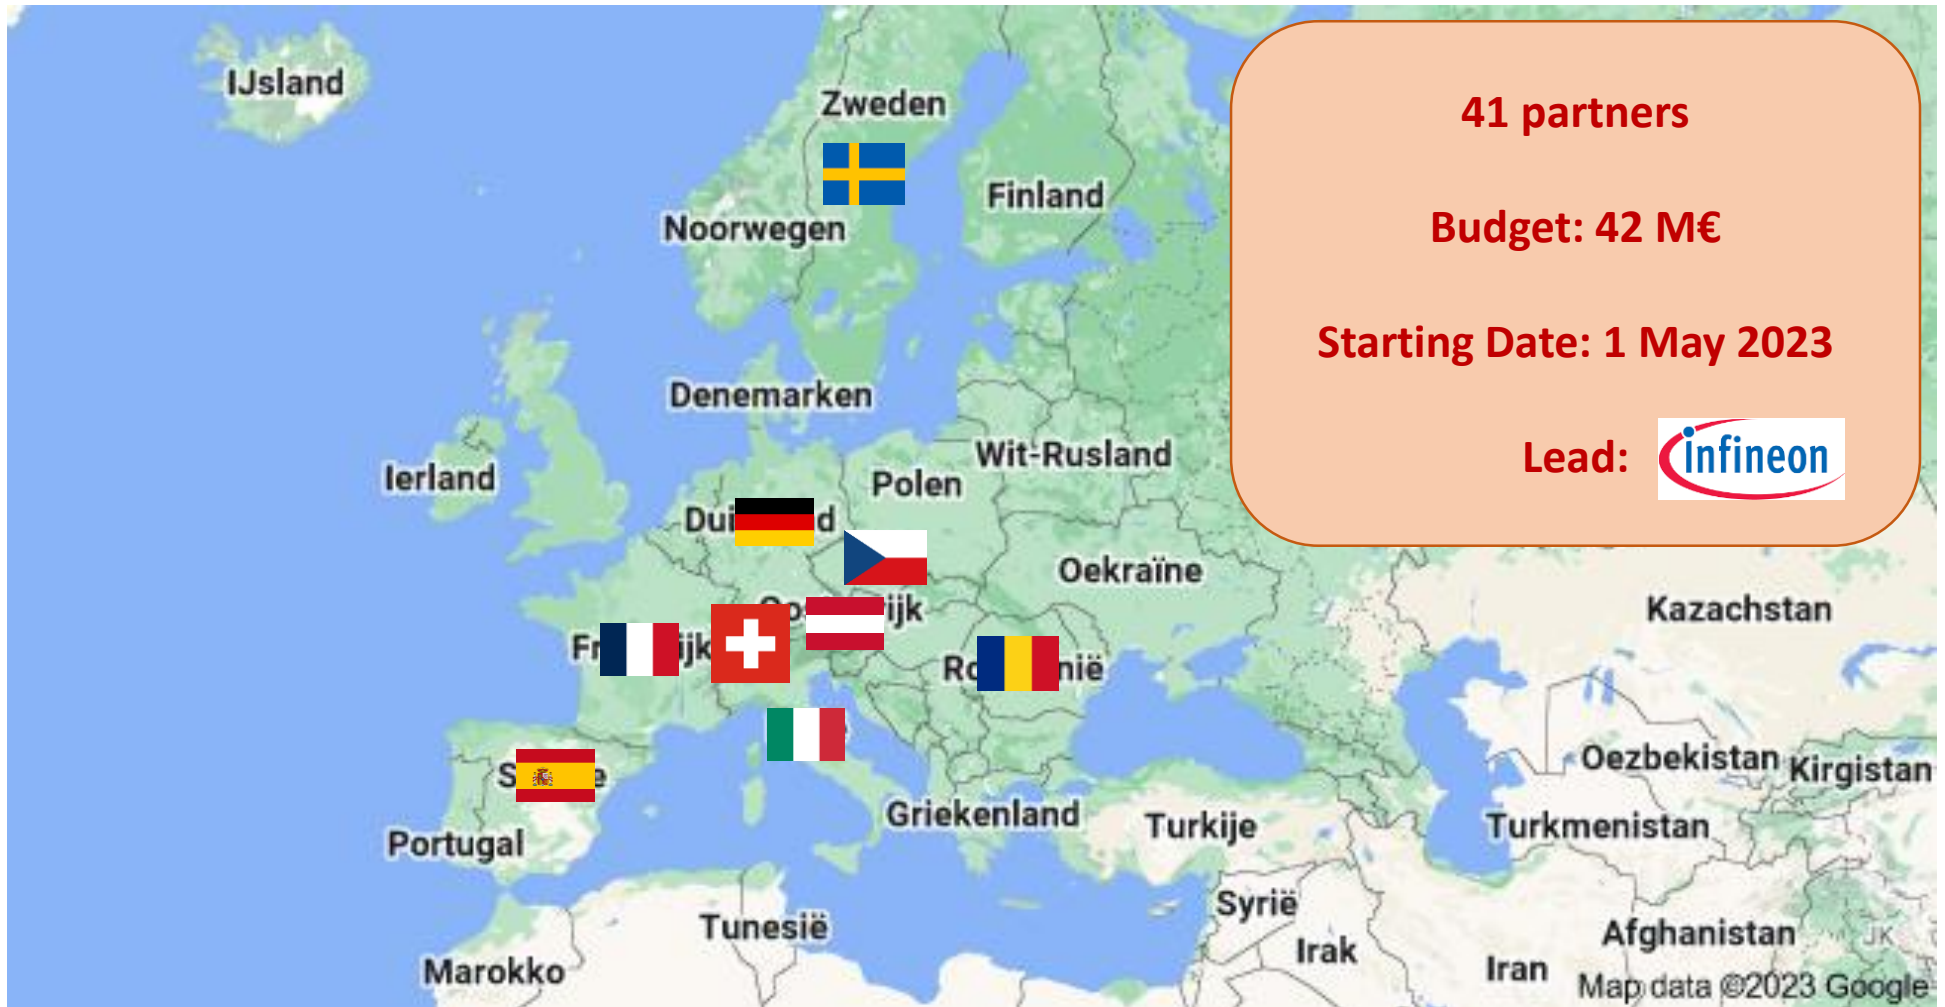 IJsland
Zweden
Finland
Noorwegen
Denemarken
Ierland
Polen
Wit-Rusland
Oekraïne
Kazachstan
Oezbekistan
Kirgistan
Griekenland
Turkije
Turkmenistan
Portugal
Syrië
Tunesië
Irak
Afghanistan
Marokko
Iran
JK
Map data ©2023 Google
41 partners
Budget: 42 M€
Starting Date: 1 May 2023
Lead: infineon